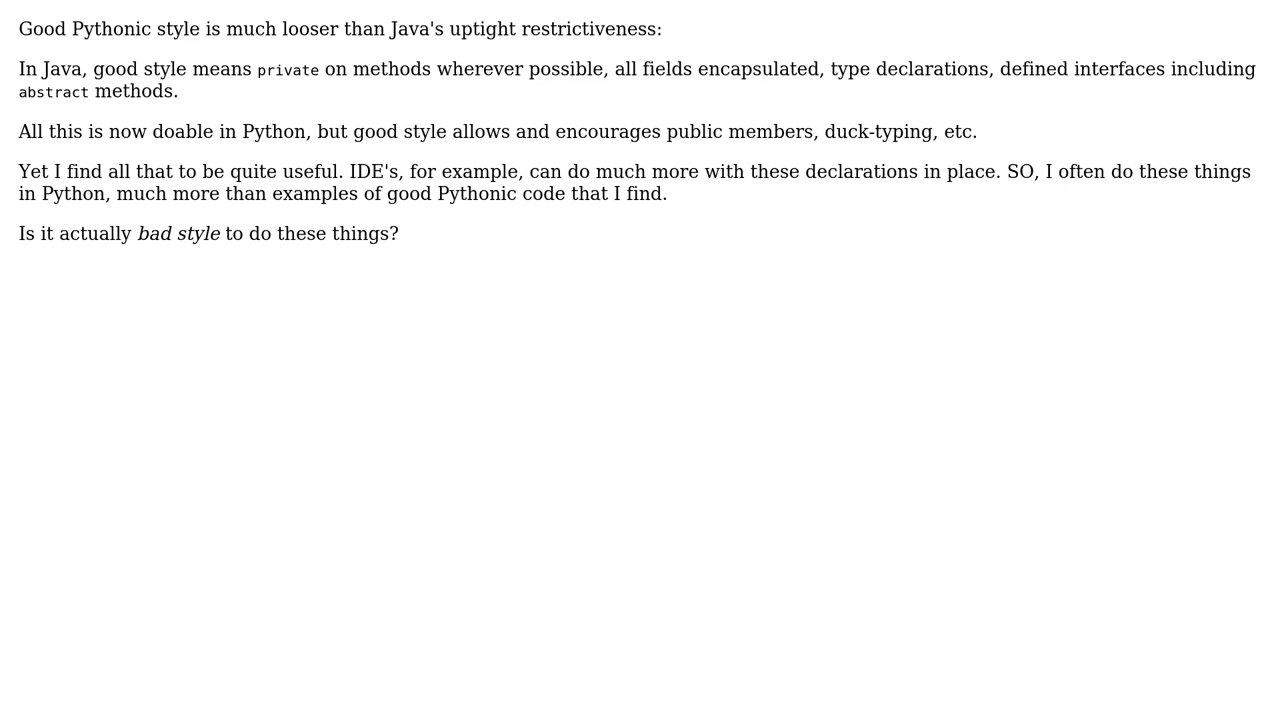 Good Pythonic style is much looser than Java's uptight restrictiveness:
In Java, good style means private on methods wherever possible, all fields encapsulated, type declarations, defined interfaces including
abstract methods.
All this is now doable in Python, but good style allows and encourages public members, duck-typing, etc.
Yet I find all that to be quite useful. IDE's, for example, can do much more with these declarations in place. SO, I often do these things
in Python, much more than examples of good Pythonic code that I find.
Is it actually bad style to do these things?